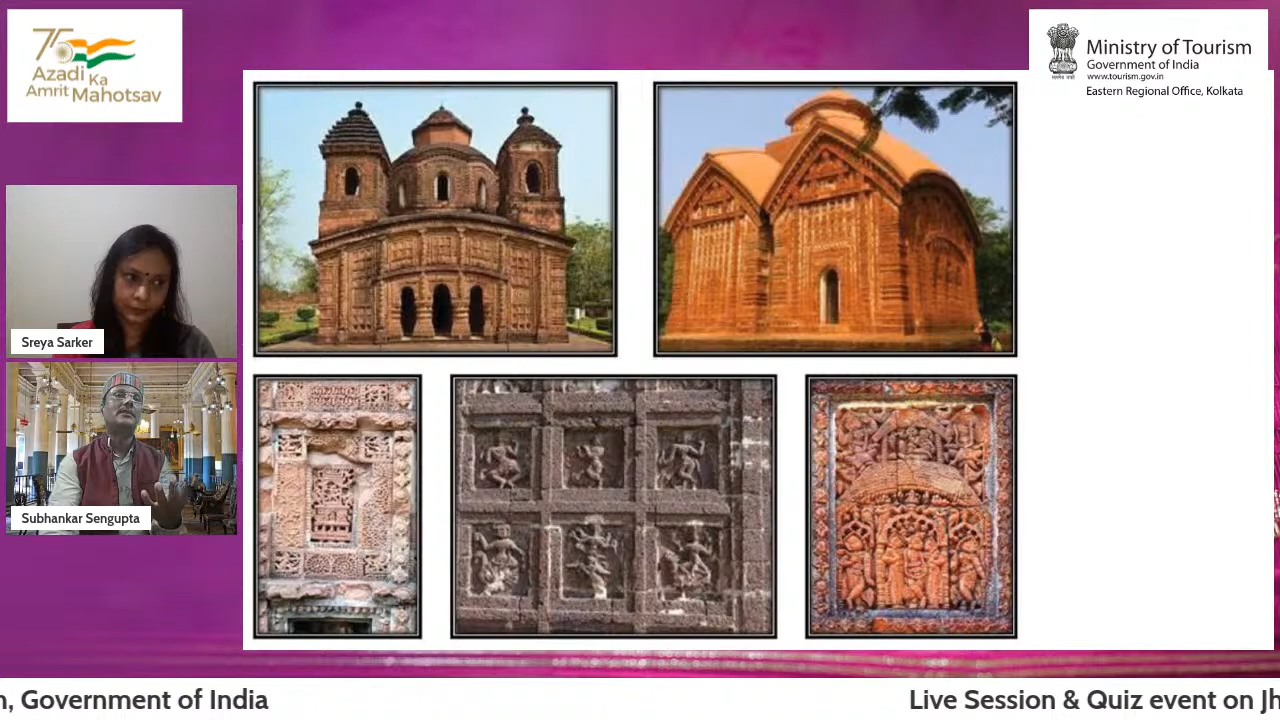 75
Azadi Ka
Amrit Mahotsav
Ministry of Tourism
Government of India
www.tourism.gov.in
Eastern Regional Office, Kolkata
Sreya Sarker
Subhankar Sengupta
n, Government of India
Live Session & Quiz event on Jh